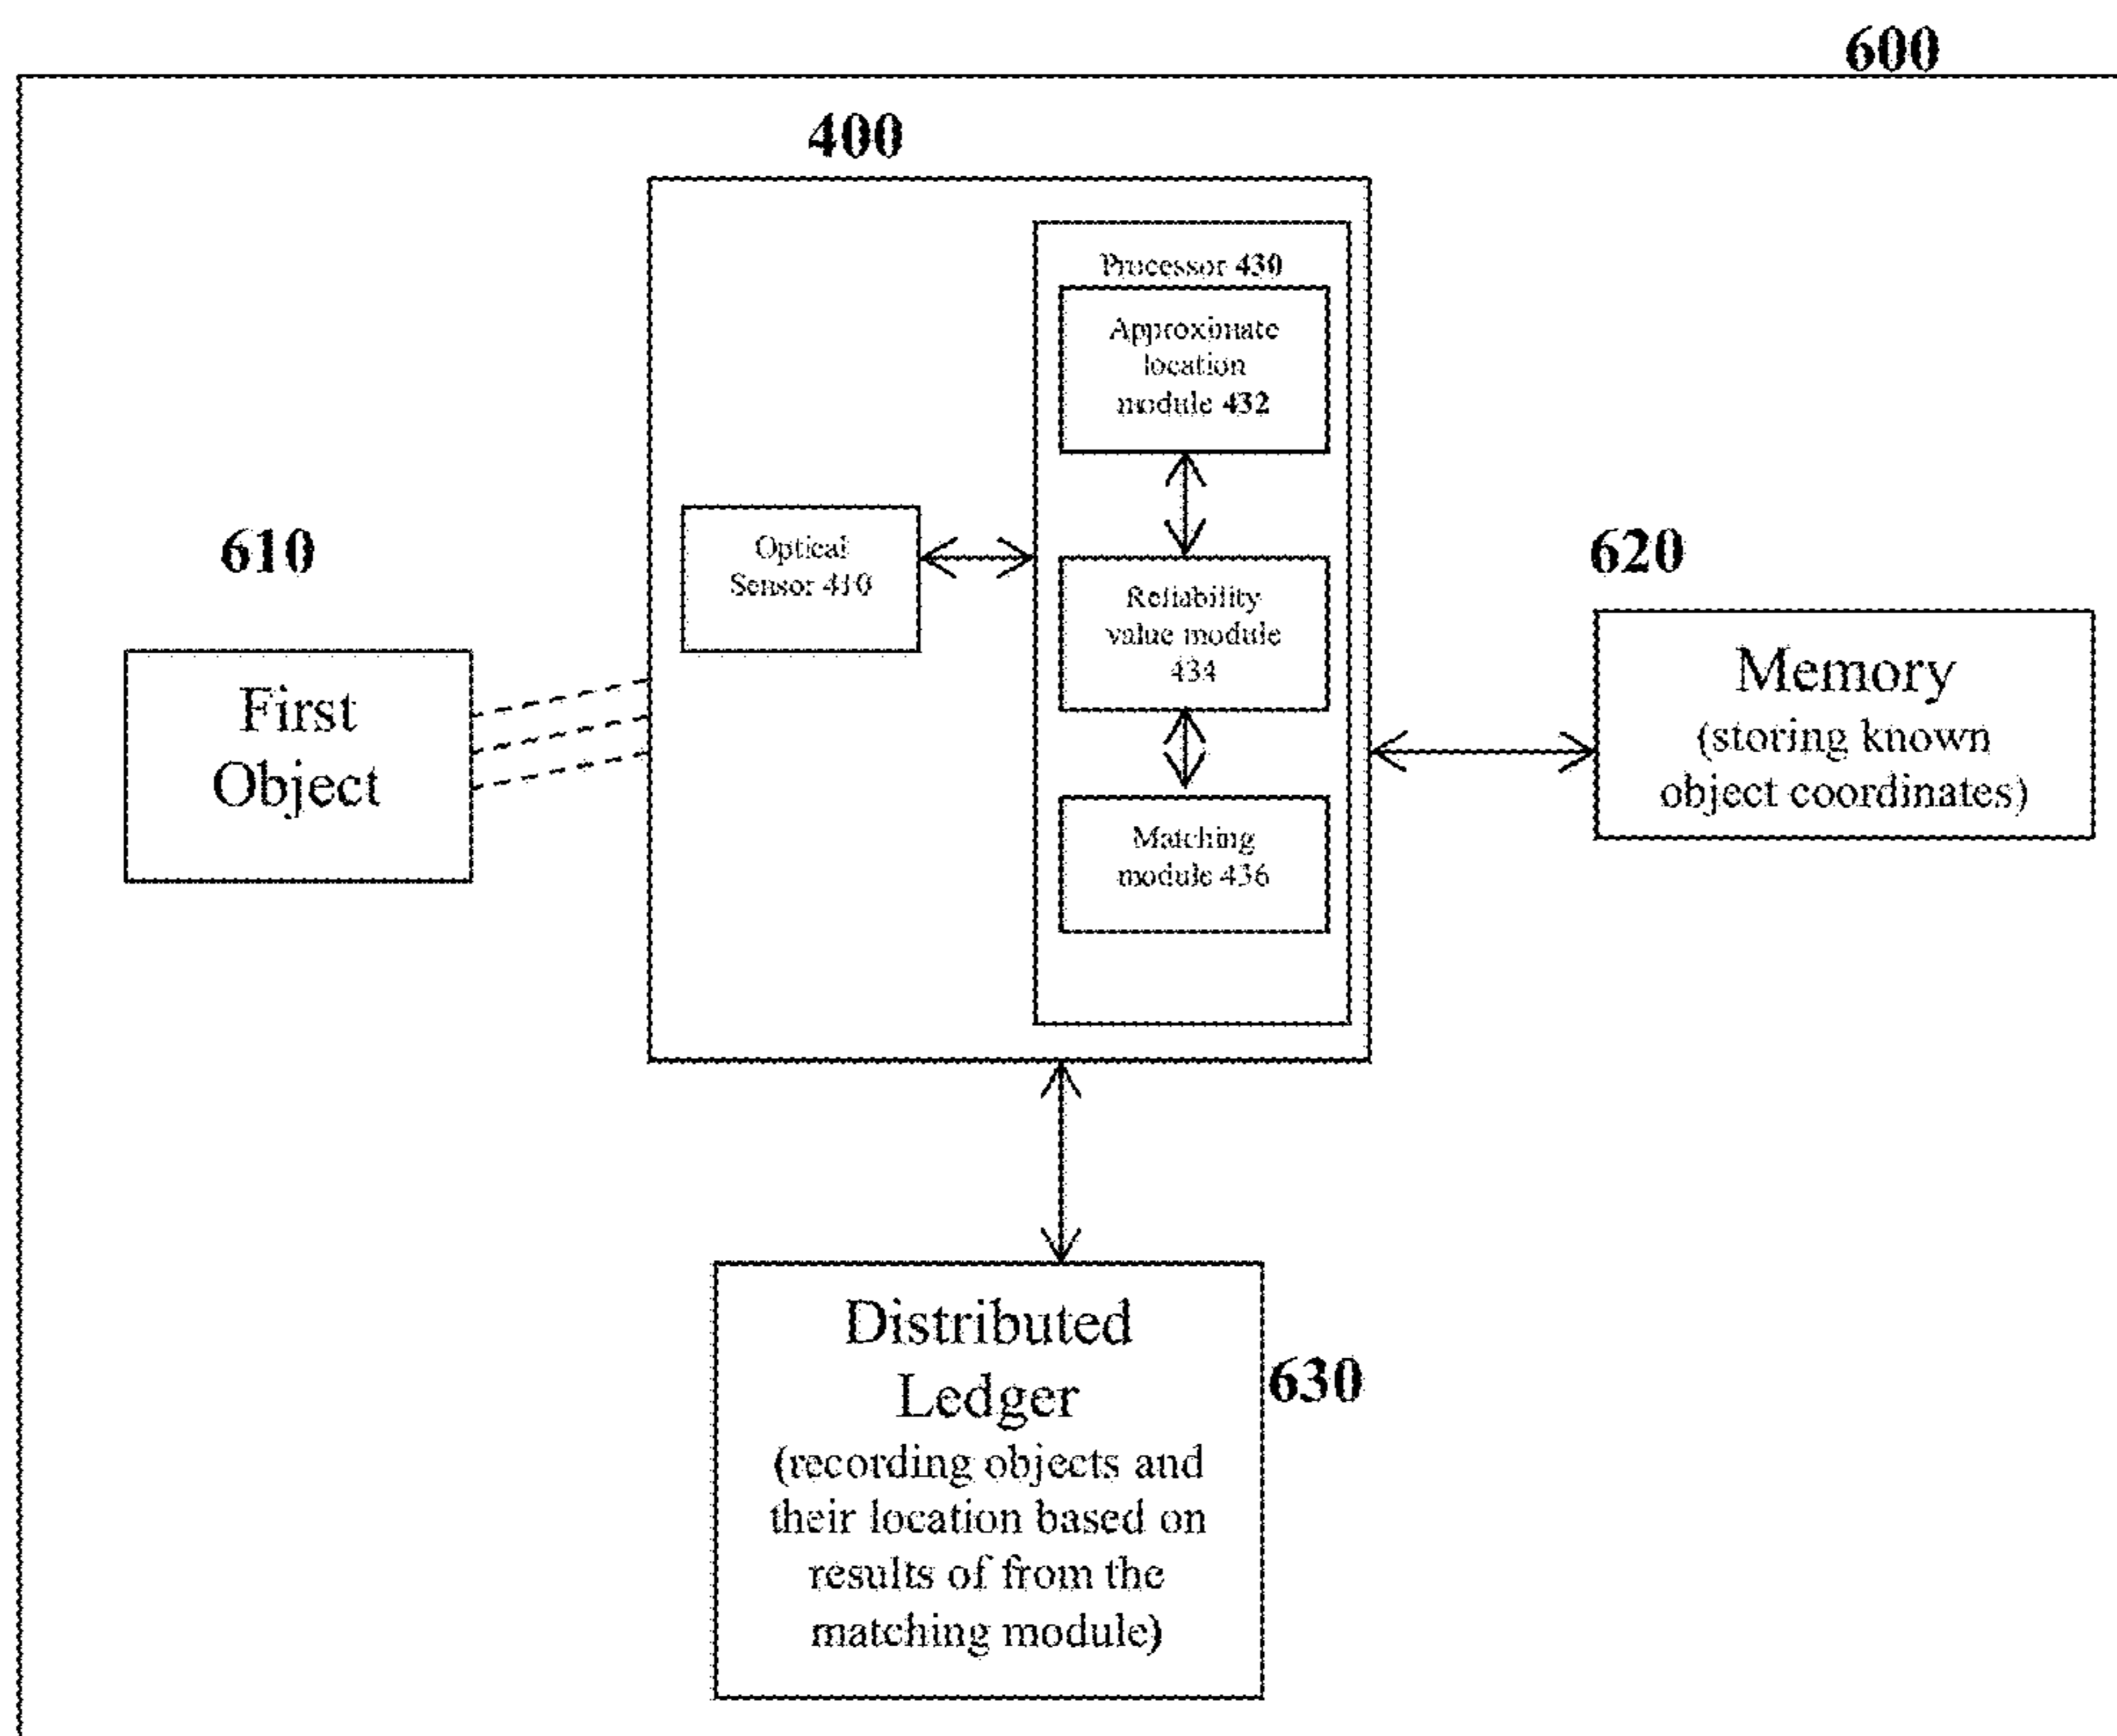 600
400
Processor 430
Approximate
location
module 432
610
Optical
Sensor 410
620
Reliability
value module
434
First
Object
Memory
(storing known
object coordinates)
Matching
module 436
Distributed
Ledger
630
(recording objects and
their location based on
results of from the
matching module)